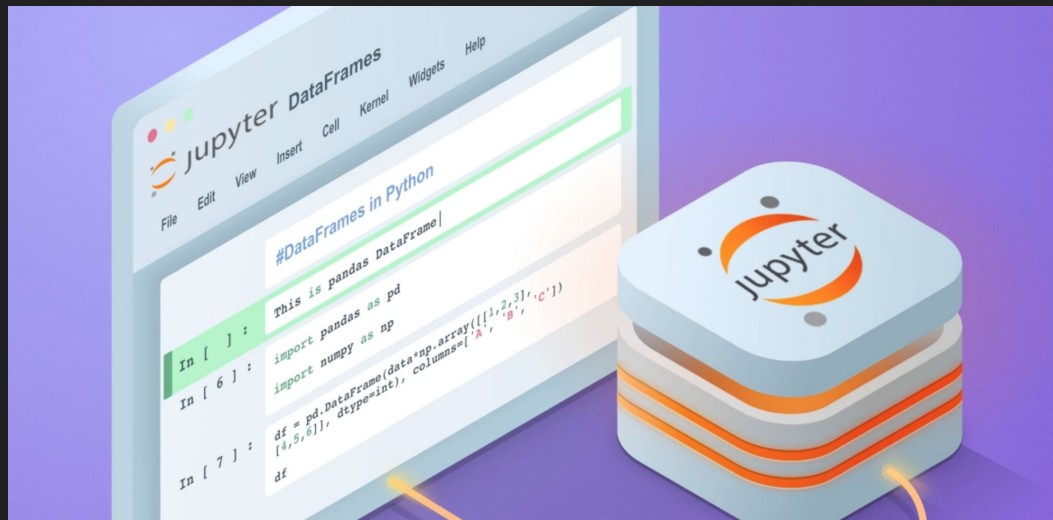 jupyter DataFrames
File Edit View Insert Cell Kernel Widgets Help
#DataFrames in Python
In [ ] : This is pandas DataFrame|
In [ 6 ] : import pandas as pd
import numpy as np
In [ 7 ] : df = pd.DataFrame(data*np.array([[1,2,3],
[4,5,6]], dtype=int), columns=['A', 'B', 'C'])
df
jupyter